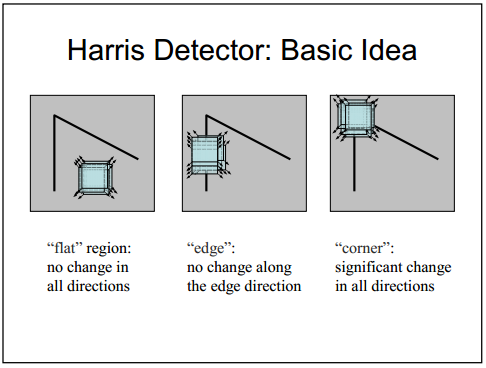 Harris Detector: Basic Idea
“flat” region:
no change in
all directions
“edge”:
no change along
the edge direction
“corner”:
significant change
in all directions